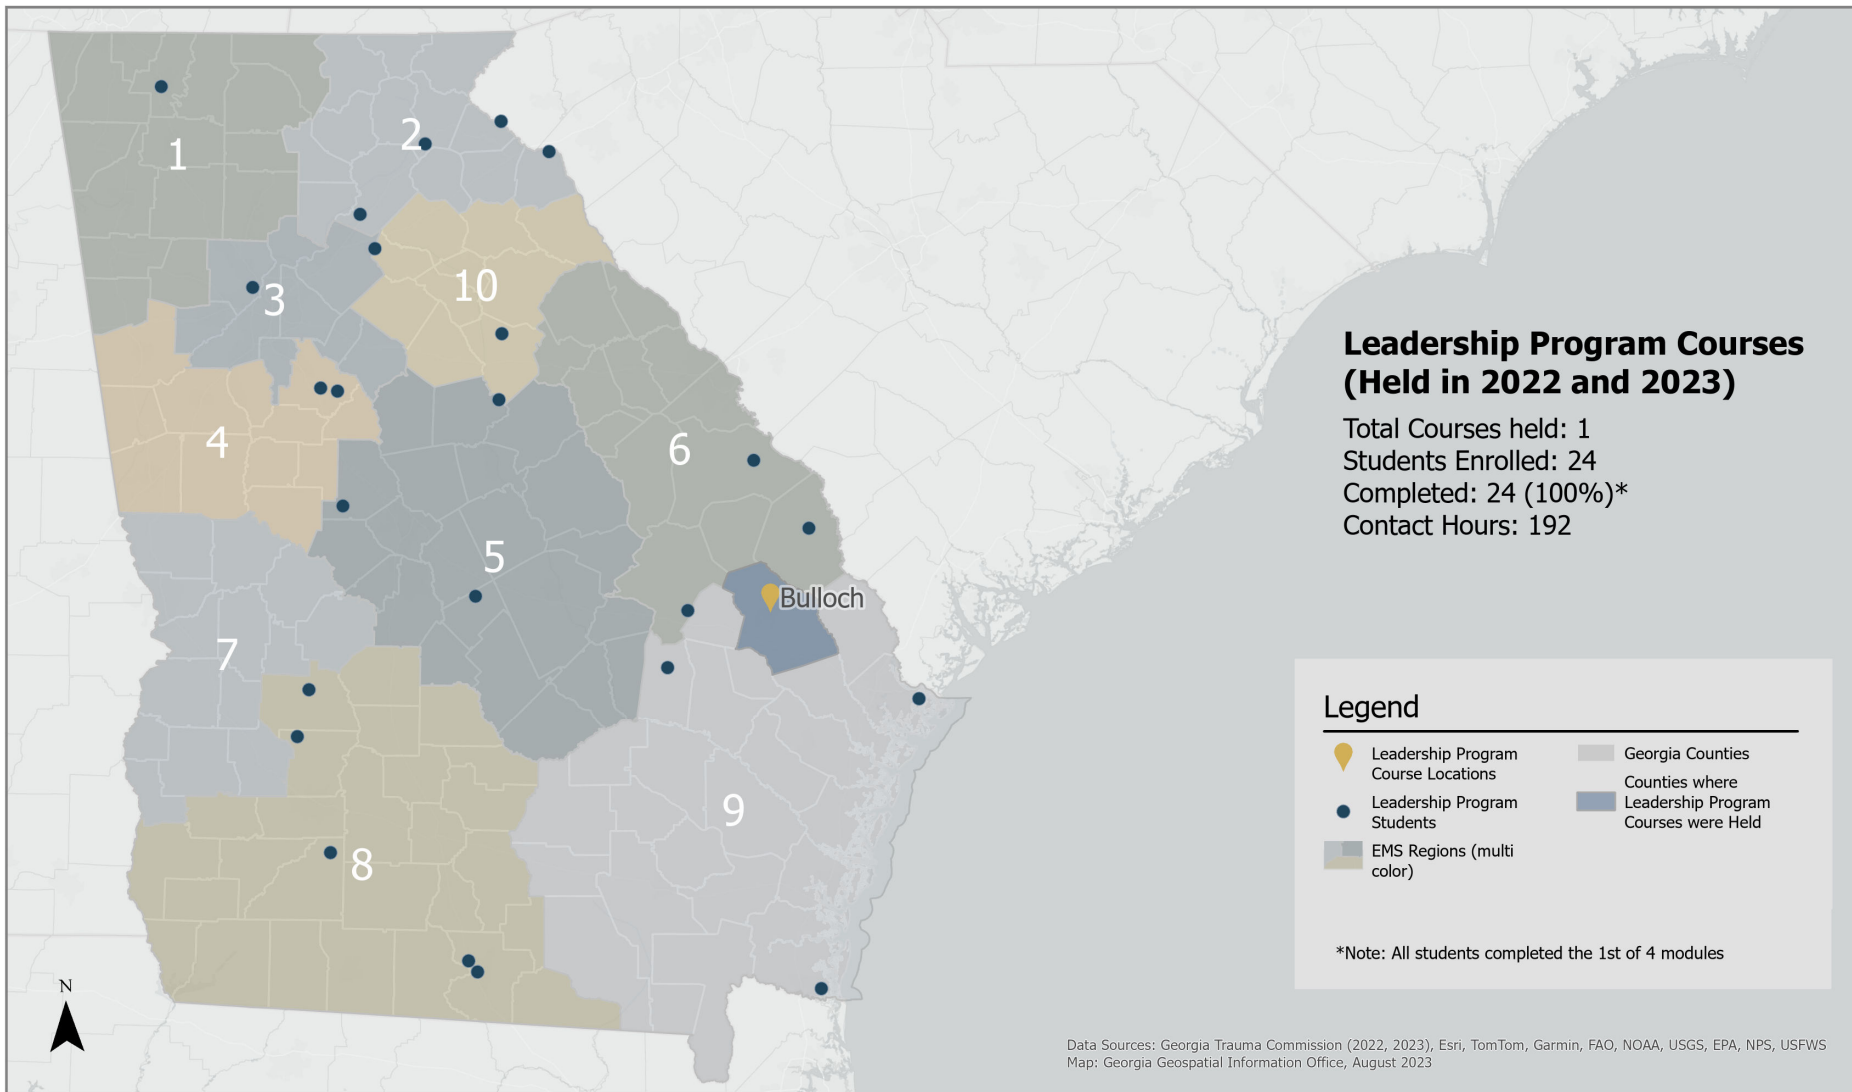 1
2
3
10
4
6
5
Bulloch
7
9
8
N
Leadership Program Courses
(Held in 2022 and 2023)
Total Courses held: 1
Students Enrolled: 24
Completed: 24 (100%)*
Contact Hours: 192
Legend
Leadership Program
Course Locations
Leadership Program
Students
EMS Regions (multi
color)
Georgia Counties
Counties where
Leadership Program
Courses were Held
*Note: All students completed the 1st of 4 modules
Data Sources: Georgia Trauma Commission (2022, 2023), Esri, TomTom, Garmin, FAO, NOAA, USGS, EPA, NPS, USFWS
Map: Georgia Geospatial Information Office, August 2023